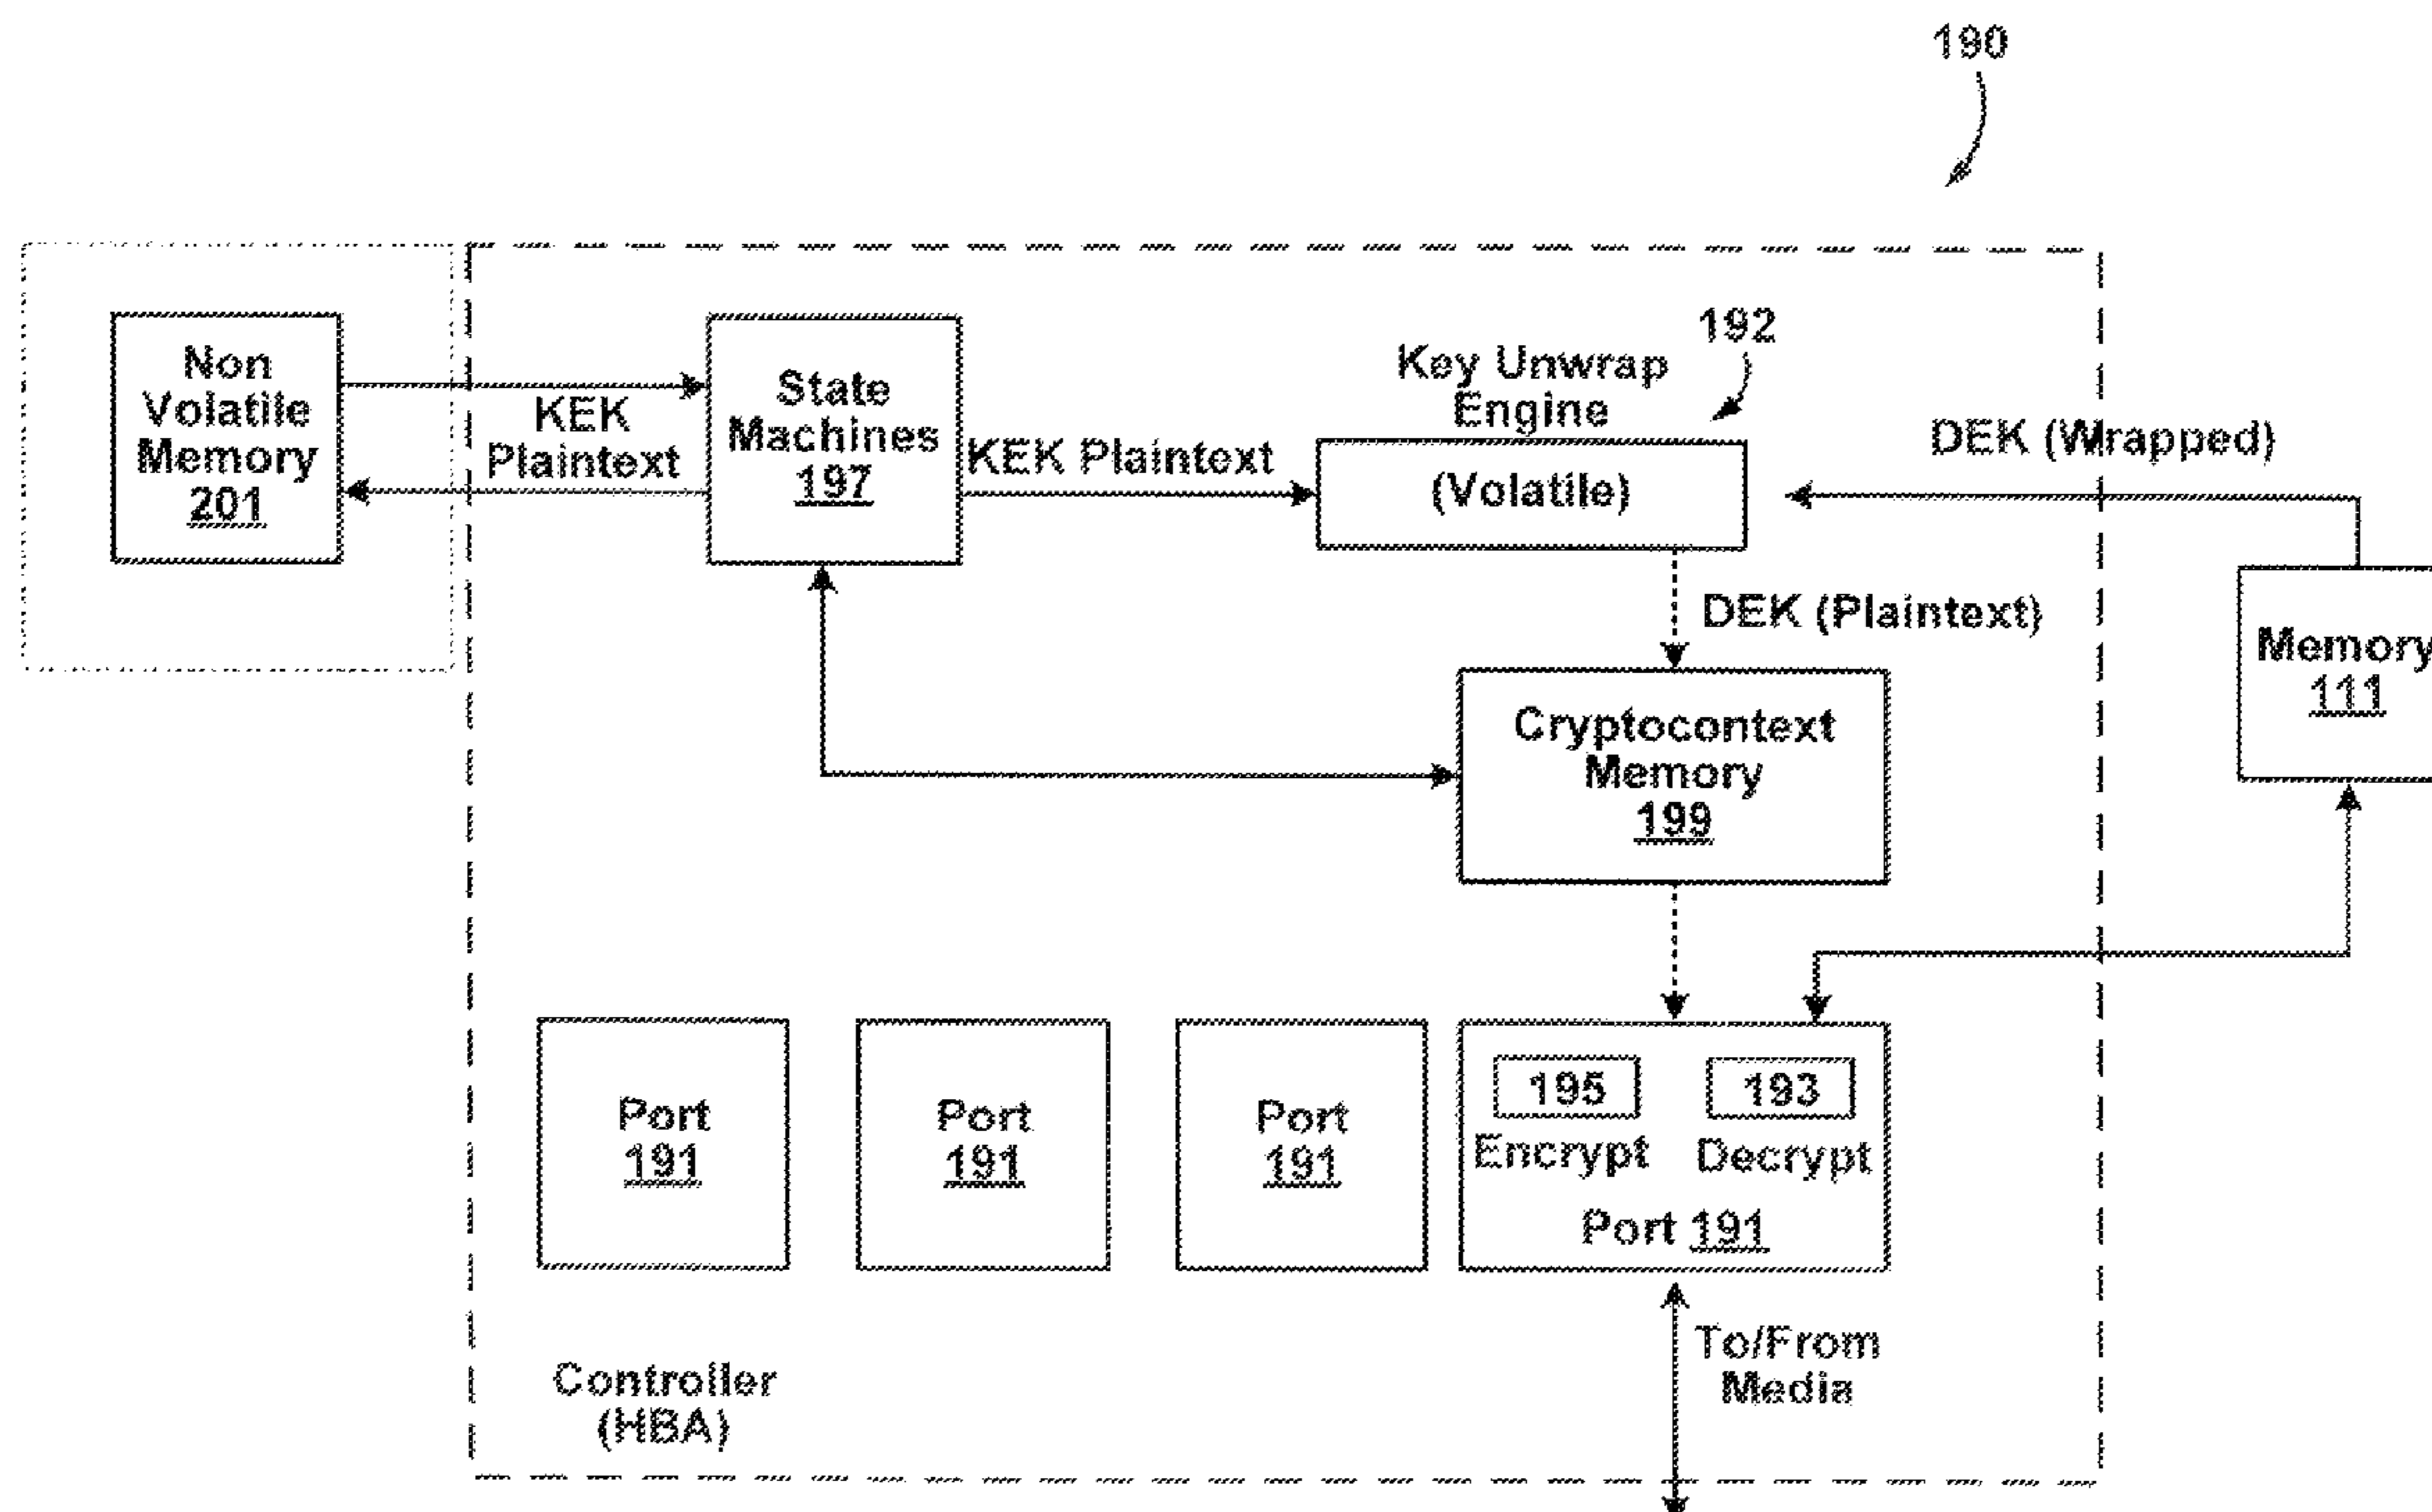 190
Non
Volatile
Memory
201
KEK
Plaintext
State
Machines
197
KEK Plaintext
192
Key Unwrap
Engine
(Volatile)
DEK (Wrapped)
DEK (Plaintext)
Memory
111
Cryptocontext
Memory
199
Port
191
Port
191
Port
191
195
193
Encrypt
Decrypt
Port 191
To/From
Media
Controller
(HBA)